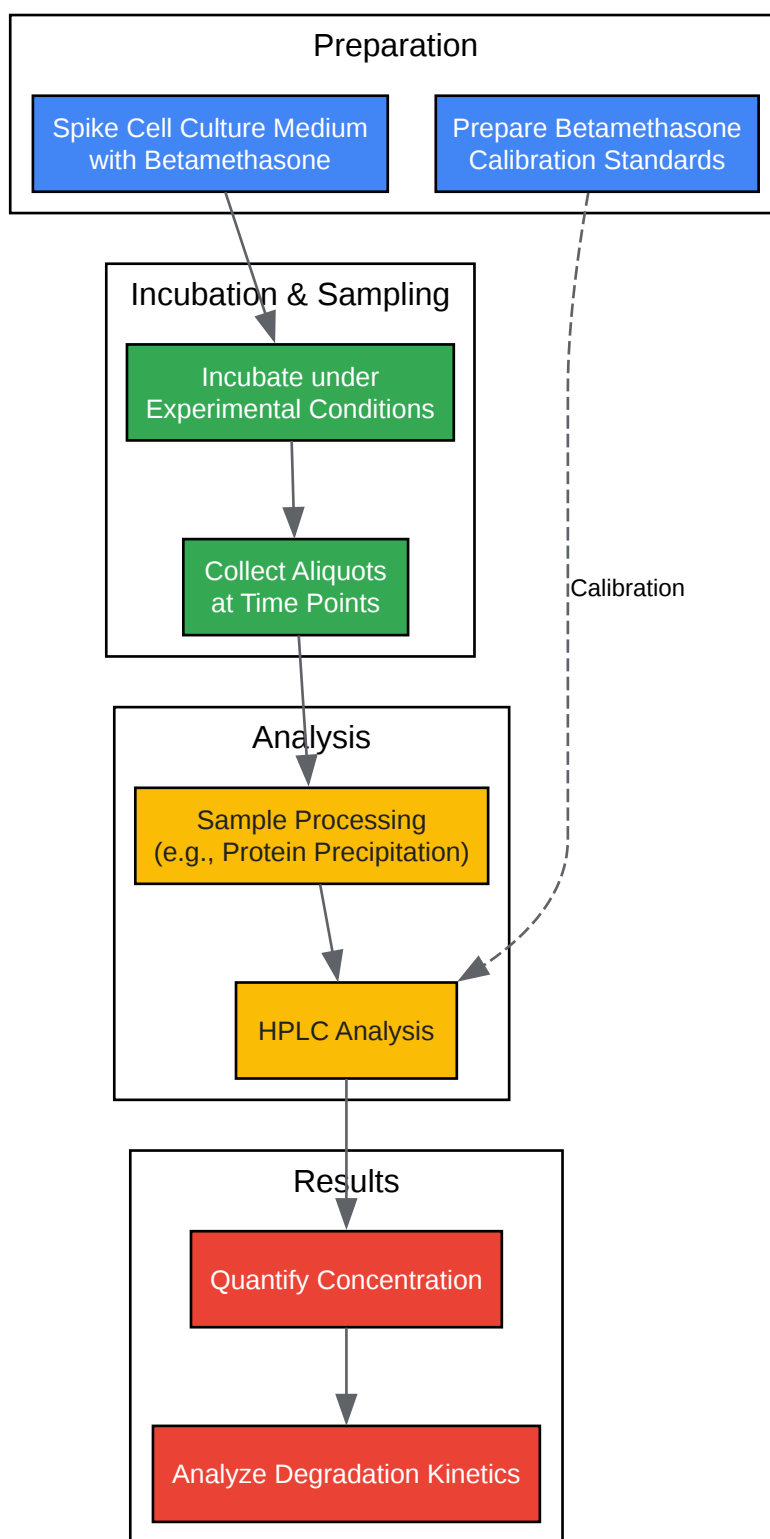 Preparation
Spike Cell Culture Medium
with Betamethasone
Prepare Betamethasone
Calibration Standards
Incubation & Sampling
Incubate under
Experimental Conditions
Collect Aliquots
at Time Points
Calibration
Analysis
Sample Processing
(e.g., Protein Precipitation)
HPLC Analysis
Results
Quantify Concentration
Analyze Degradation Kinetics